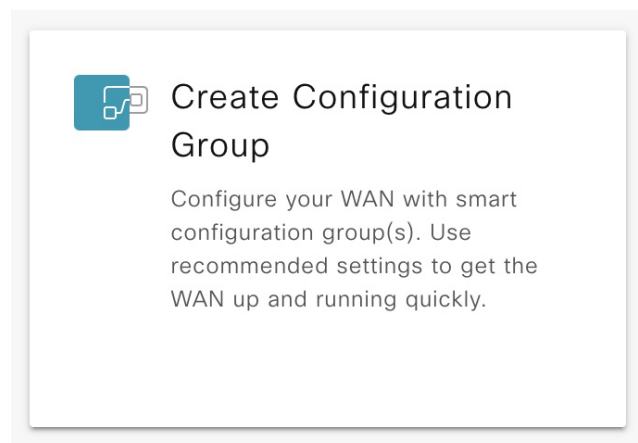 Create Configuration
Group
Configure your WAN with smart
configuration group(s). Use
recommended settings to get the
WAN up and running quickly.